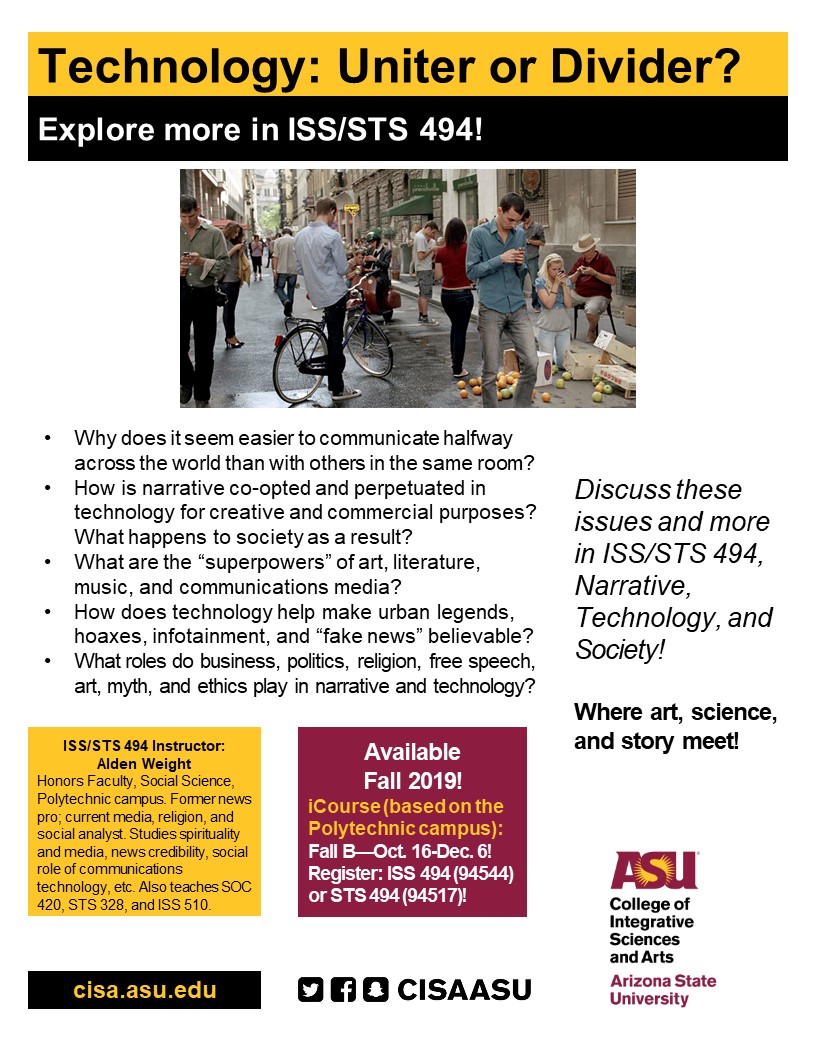 Technology: Uniter or Divider?
Explore more in ISS/STS 494!
• Why does it seem easier to communicate halfway
across the world than with others in the same room?
• How is narrative co-opted and perpetuated in
technology for creative and commercial purposes?
What happens to society as a result?
• What are the “superpowers” of art, literature,
music, and communications media?
• How does technology help make urban legends,
hoaxes, infotainment, and “fake news” believable?
• What roles do business, politics, religion, free speech,
art, myth, and ethics play in narrative and technology?
Discuss these
issues and more
in ISS/STS 494,
Narrative,
Technology, and
Society!
Where art, science,
and story meet!
ISS/STS 494 Instructor:
Alden Weight
Honors Faculty, Social Science,
Polytechnic campus. Former news
pro; current media, religion, and
social analyst. Studies spirituality
and media, news credibility, social
role of communications
technology, etc. Also teaches SOC
420, STS 328, and ISS 510.
Available
Fall 2019!
iCourse (based on the
Polytechnic campus):
Fall B—Oct. 16-Dec. 6!
Register: ISS 494 (94544)
or STS 494 (94517)!
ASU
College of
Integrative
Sciences
and Arts
Arizona State
University
cisa.asu.edu
CISAASU